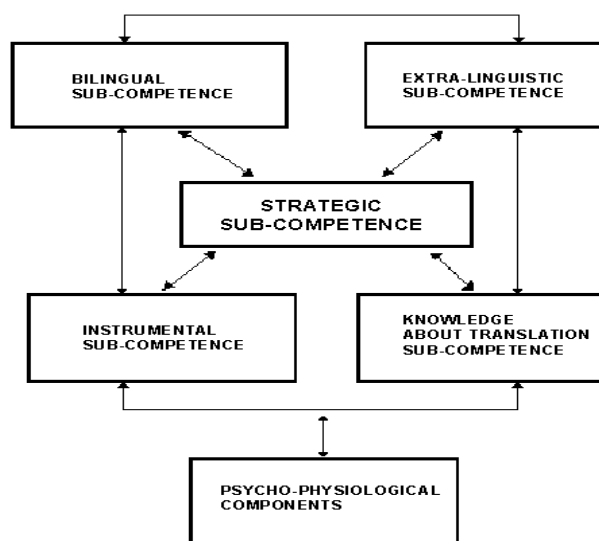 BILINGUAL
SUB-COMPETENCE
EXTRA-LINGUISTIC
SUB-COMPETENCE
STRATEGIC
SUB-COMPETENCE
INSTRUMENTAL
SUB-COMPETENCE
KNOWLEDGE
ABOUT TRANSLATION
SUB-COMPETENCE
PSYCHO-PHYSIOLOGICAL
COMPONENTS